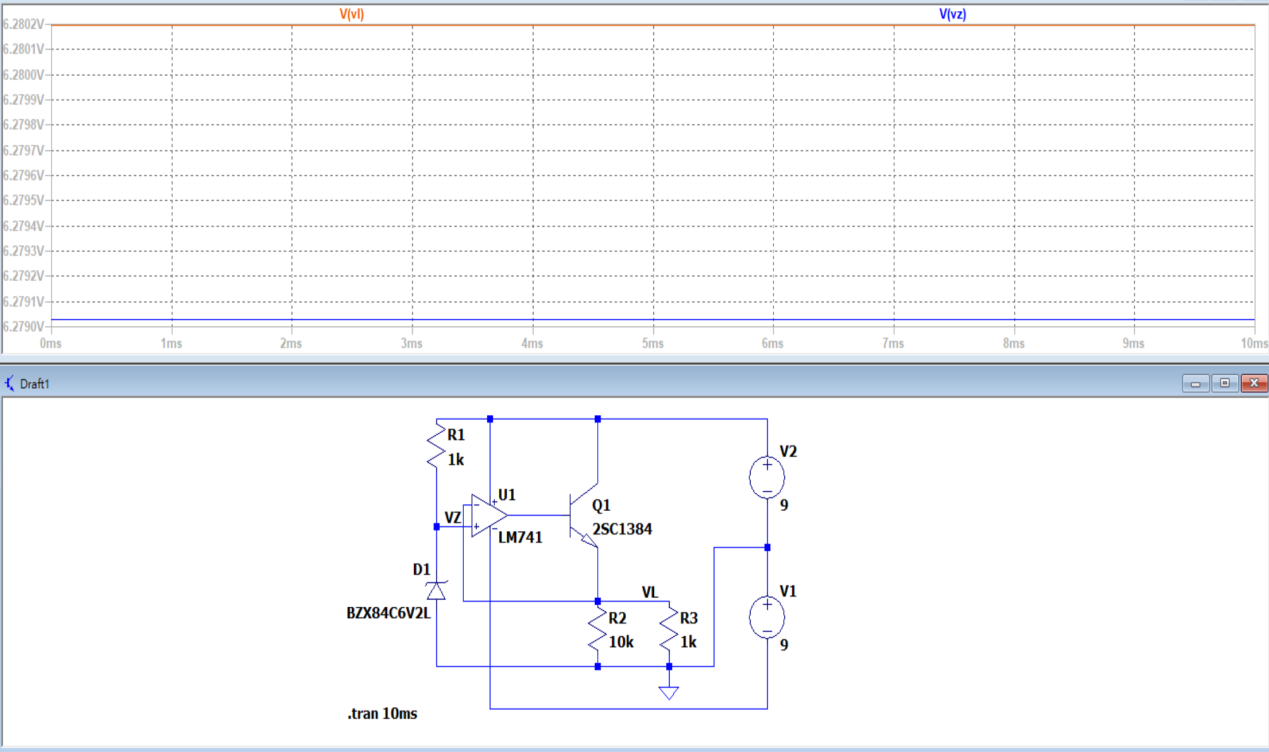 V(vl) V(vz)
6.2802V
6.2801V
6.2800V
6.2799V
6.2798V
6.2797V
6.2796V
6.2795V
6.2794V
6.2793V
6.2792V
6.2791V
6.2790V
0ms 1ms 2ms 3ms 4ms 5ms 6ms 7ms 8ms 9ms 10ms
Draft1
R1
1k
V2
+
−
9
U1
+
−
+
−
LM741
VZ
Q1
2SC1384
D1
BZX84C6V2L
VL
R2
10k
R3
1k
V1
+
−
9
.tran 10ms